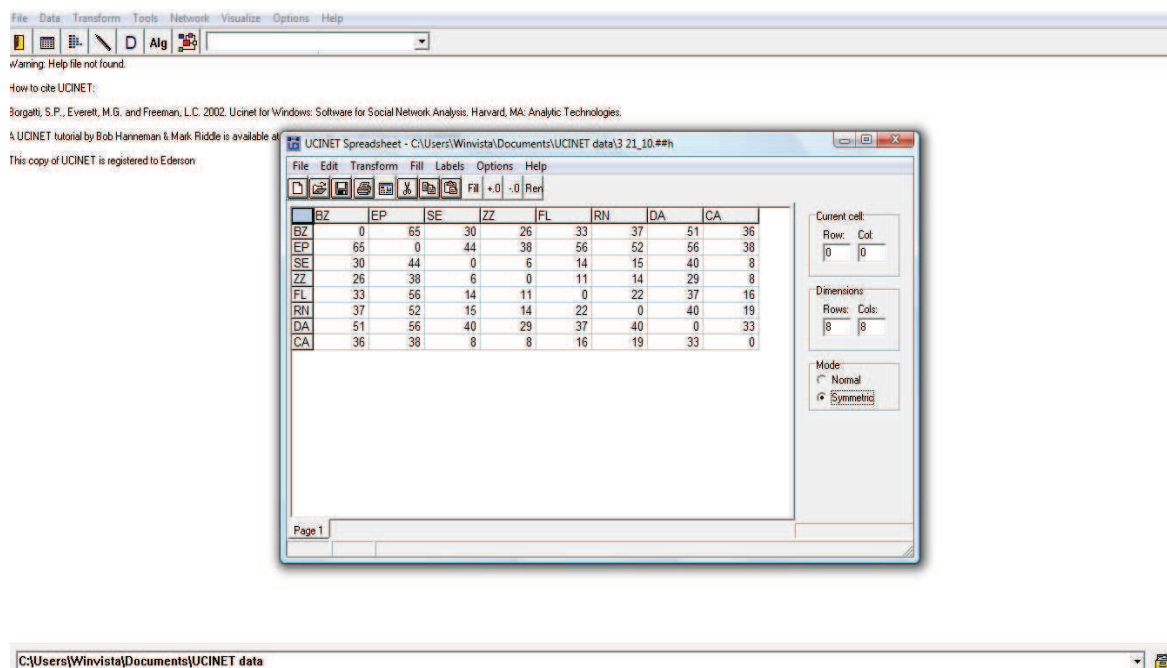 File Data Transform Tools Network Visualize Options Help
D Alg
Warning: Help file not found.
How to cite UCINET:
Borgatti, S.P., Everett, M.G. and Freeman, L.C. 2002. Ucinet for Windows: Software for Social Network Analysis. Harvard, MA: Analytic Technologies.
A UCINET tutorial by Bob Hanneman & Mark Riddle is available at
This copy of UCINET is registered to Ederson
UCINET Spreadsheet - C:\Users\Winvista\Documents\UCINET data\3 21_10.##h
File Edit Transform Fill Labels Options Help
Fill +.0 -.0 Ren
BZ EP SE ZZ FL RN DA CA
BZ 0 65 30 26 33 37 51 36
EP 65 0 44 38 56 52 56 38
SE 30 44 0 6 14 15 40 8
ZZ 26 38 6 0 11 14 29 8
FL 33 56 14 11 0 22 37 16
RN 37 52 15 14 22 0 40 19
DA 51 56 40 29 37 40 0 33
CA 36 38 8 8 16 19 33 0
Current cell:
Row: Col:
0 0
Dimensions
Rows: Cols:
8 8
Mode:
Normal
Symmetric
Page 1
C:\Users\Winvista\Documents\UCINET data